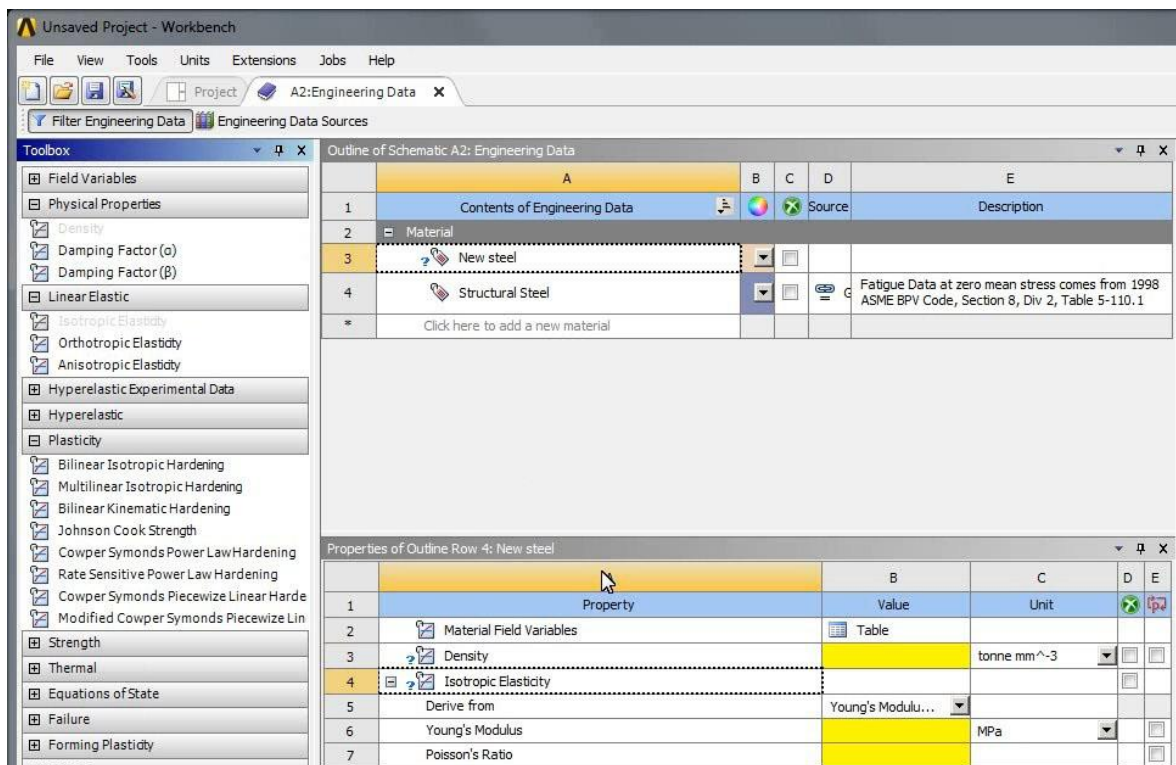 Unsaved Project - Workbench
File View Tools Units Extensions Jobs Help
Project A2:Engineering Data X
Filter Engineering Data Engineering Data Sources
Toolbox
Field Variables
Physical Properties
Density
Damping Factor (α)
Damping Factor (β)
Linear Elastic
Isotropic Elasticity
Orthotropic Elasticity
Anisotropic Elasticity
Hyperelastic Experimental Data
Hyperelastic
Plasticity
Bilinear Isotropic Hardening
Multilinear Isotropic Hardening
Bilinear Kinematic Hardening
Johnson Cook Strength
Cowper Symonds Power Law Hardening
Rate Sensitive Power Law Hardening
Cowper Symonds Piecewize Linear Harde
Modified Cowper Symonds Piecewize Lin
Strength
Thermal
Equations of State
Failure
Forming Plasticity
Outline of Schematic A2: Engineering Data
A B C D E
1 Contents of Engineering Data Source Description
2 Material
3 ? New steel
4 Structural Steel G Fatigue Data at zero mean stress comes from 1998
ASME BPV Code, Section 8, Div 2, Table 5-110.1
* Click here to add a new material
Properties of Outline Row 4: New steel
B C D E
1 Property Value Unit
2 Material Field Variables Table
3 ? Density tonne mm^-3
4 ? Isotropic Elasticity
5 Derive from Young's Modulu...
6 Young's Modulus MPa
7 Poisson's Ratio